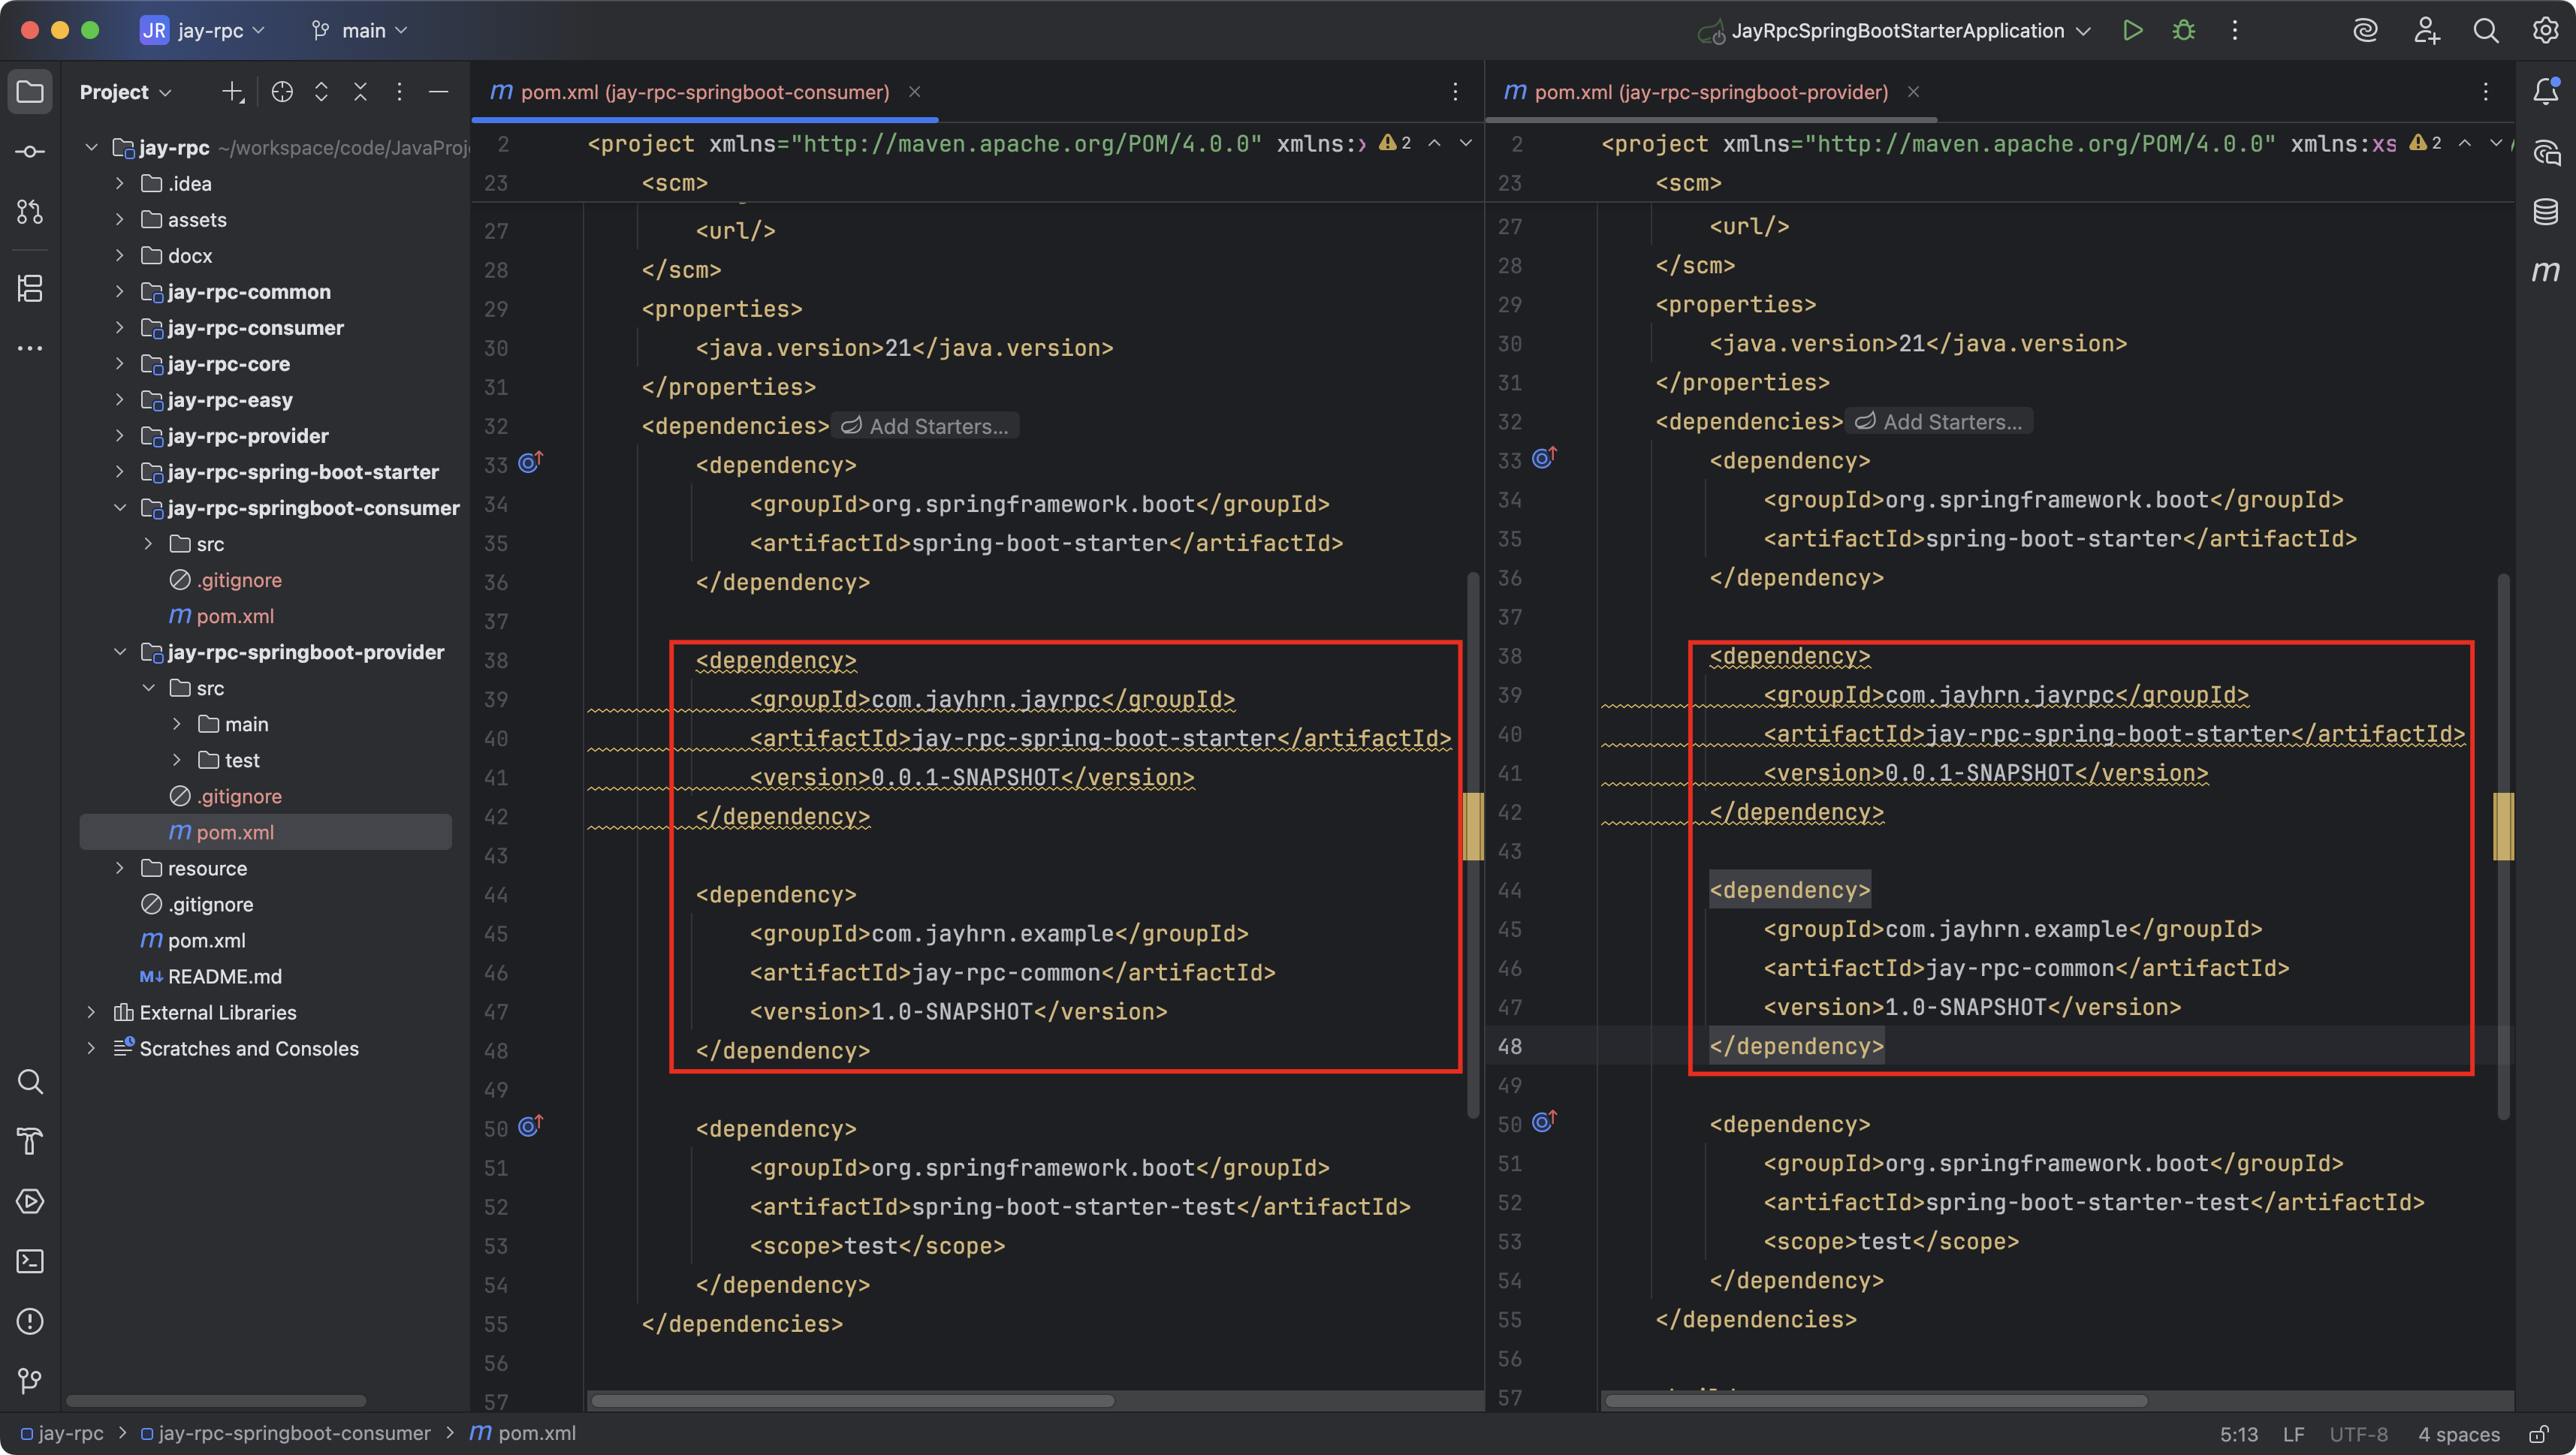 JR jay-rpc
main
JayRpcSpringBootStarterApplication
Project
jay-rpc ~/workspace/code/JavaProj
.idea
assets
docx
jay-rpc-common
jay-rpc-consumer
jay-rpc-core
jay-rpc-easy
jay-rpc-provider
jay-rpc-spring-boot-starter
jay-rpc-springboot-consumer
src
.gitignore
m pom.xml
jay-rpc-springboot-provider
src
main
test
.gitignore
m pom.xml
resource
.gitignore
m pom.xml
M↓ README.md
External Libraries
Scratches and Consoles
m pom.xml (jay-rpc-springboot-consumer)
2 <project xmlns="http://maven.apache.org/POM/4.0.0" xmlns: 2
23 <scm>
27 <url/>
28 </scm>
29 <properties>
30 <java.version>21</java.version>
31 </properties>
32 <dependencies> Add Starters...
33 <dependency>
34 <groupId>org.springframework.boot</groupId>
35 <artifactId>spring-boot-starter</artifactId>
36 </dependency>
37
38 <dependency>
39 <groupId>com.jayhrn.jayrpc</groupId>
40 <artifactId>jay-rpc-spring-boot-starter</artifactId>
41 <version>0.0.1-SNAPSHOT</version>
42 </dependency>
43
44 <dependency>
45 <groupId>com.jayhrn.example</groupId>
46 <artifactId>jay-rpc-common</artifactId>
47 <version>1.0-SNAPSHOT</version>
48 </dependency>
49
50 <dependency>
51 <groupId>org.springframework.boot</groupId>
52 <artifactId>spring-boot-starter-test</artifactId>
53 <scope>test</scope>
54 </dependency>
55 </dependencies>
56
57
m pom.xml (jay-rpc-springboot-provider)
2 <project xmlns="http://maven.apache.org/POM/4.0.0" xmlns:xs 2
23 <scm>
27 <url/>
28 </scm>
29 <properties>
30 <java.version>21</java.version>
31 </properties>
32 <dependencies> Add Starters...
33 <dependency>
34 <groupId>org.springframework.boot</groupId>
35 <artifactId>spring-boot-starter</artifactId>
36 </dependency>
37
38 <dependency>
39 <groupId>com.jayhrn.jayrpc</groupId>
40 <artifactId>jay-rpc-spring-boot-starter</artifactId>
41 <version>0.0.1-SNAPSHOT</version>
42 </dependency>
43
44 <dependency>
45 <groupId>com.jayhrn.example</groupId>
46 <artifactId>jay-rpc-common</artifactId>
47 <version>1.0-SNAPSHOT</version>
48 </dependency>
49
50 <dependency>
51 <groupId>org.springframework.boot</groupId>
52 <artifactId>spring-boot-starter-test</artifactId>
53 <scope>test</scope>
54 </dependency>
55 </dependencies>
56
57
m
jay-rpc > jay-rpc-springboot-consumer > m pom.xml
5:13 LF UTF-8 4 spaces